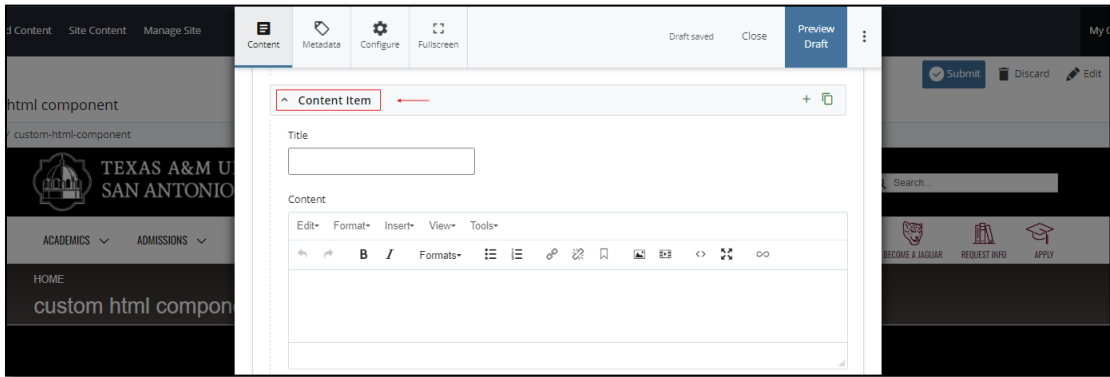 d Content Site Content Manage Site
Content Metadata Configure Fullscreen
Draft saved Close Preview Draft
My C
Submit Discard Edit
html component
/ custom-html-component
Content Item
Title
Content
Edit Format Insert View Tools
B I Formats
TEXAS A&M U
SAN ANTONIO
Search...
ACADEMICS ADMISSIONS
BECOME A JAGUAR REQUEST INFO APPLY
HOME
custom html compon